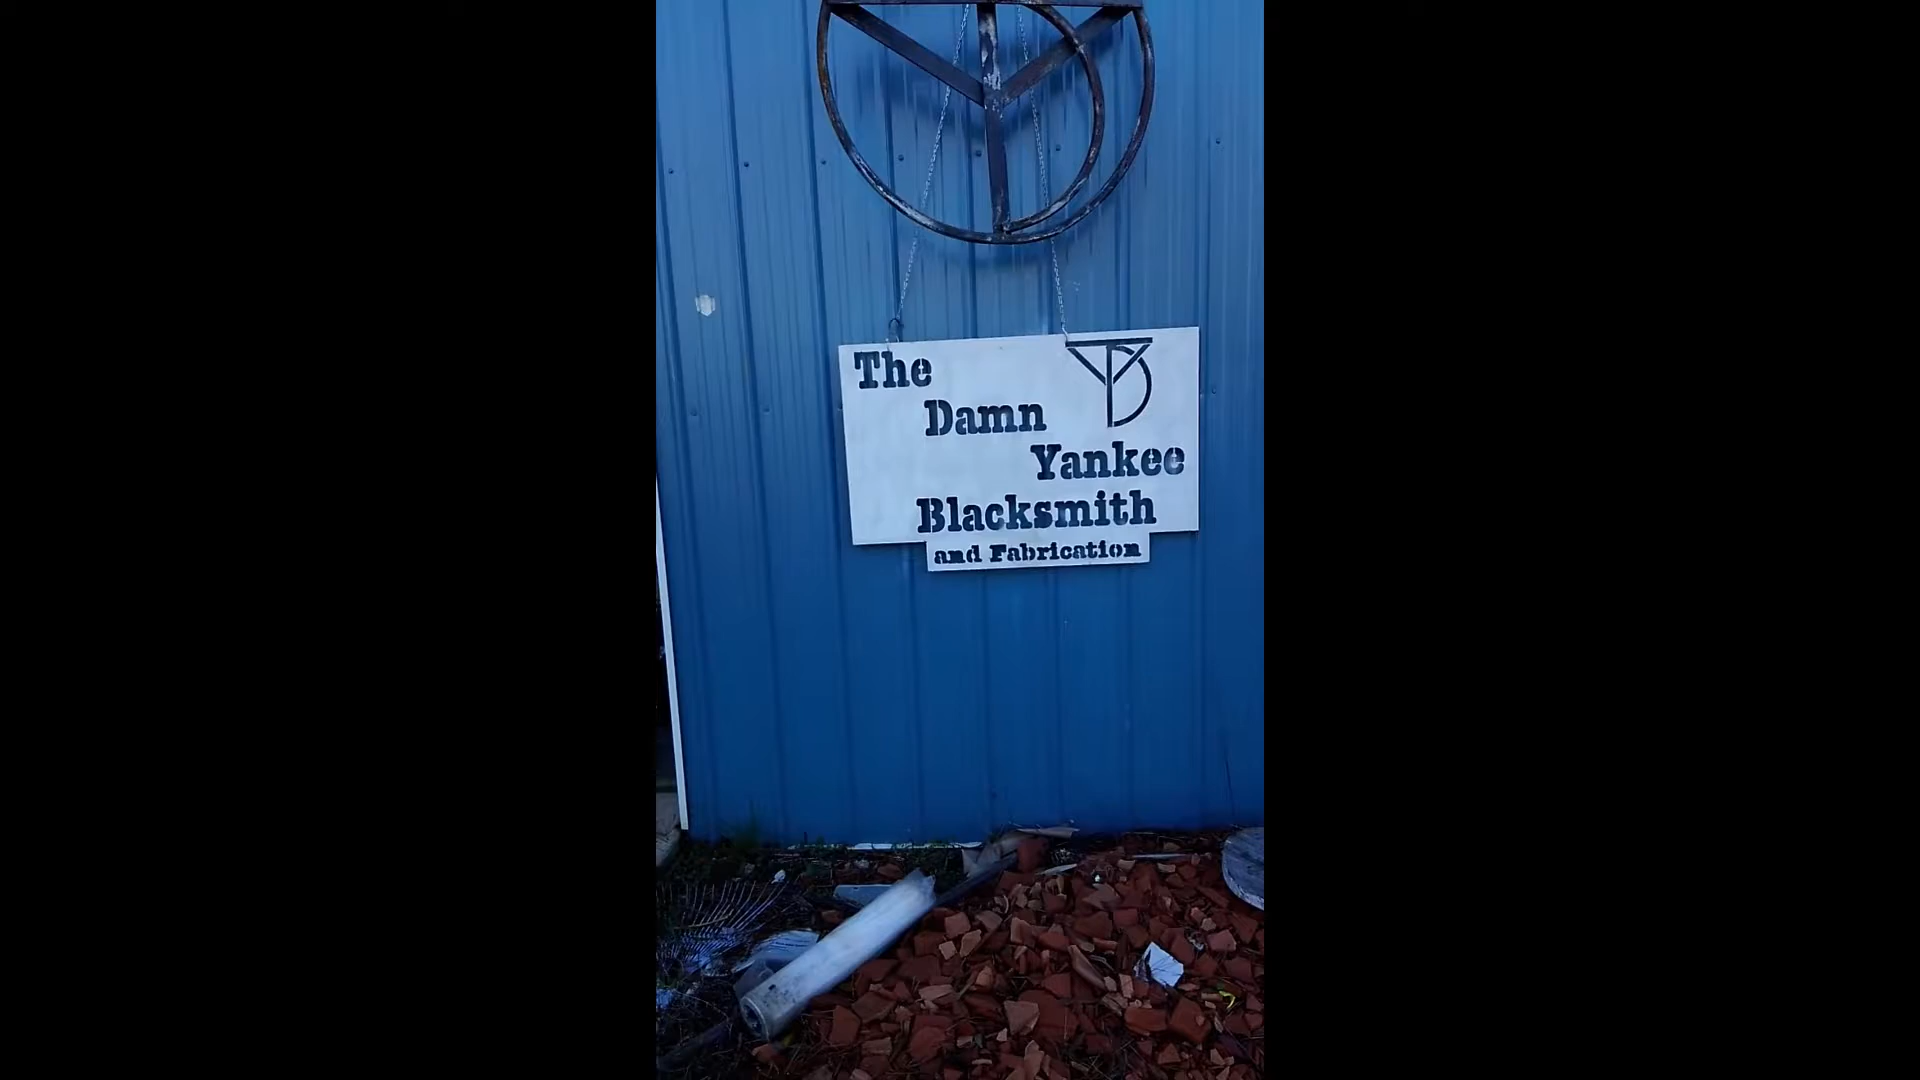 The
Damn
Yankee
Blacksmith
and Fabrication